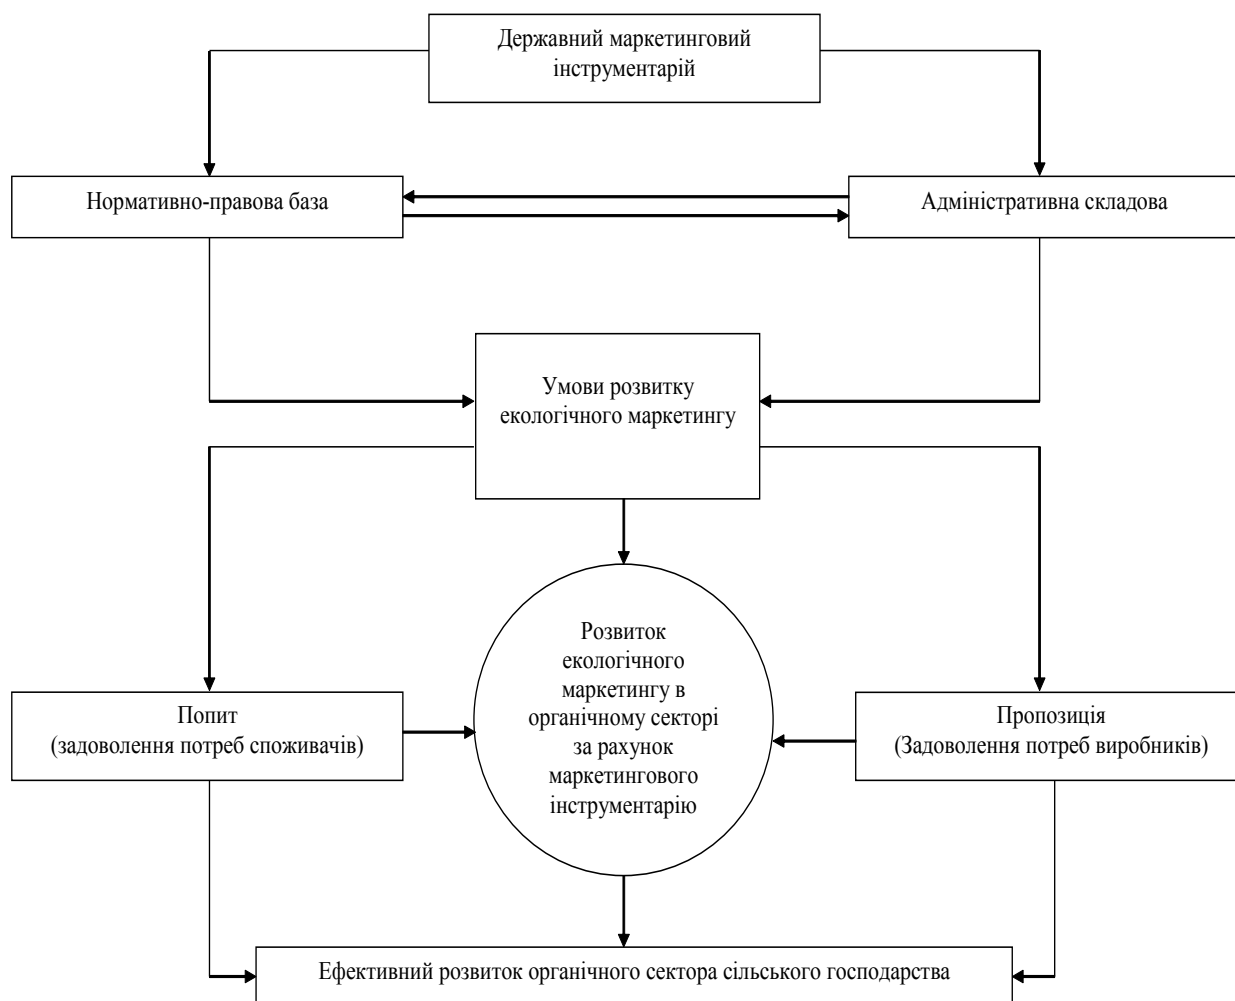 Державний маркетинговий
інструментарій
Нормативно-правова база
Адміністративна складова
Умови розвитку
екологічного маркетингу
Розвиток
екологічного
маркетингу в
органічному секторі
за рахунок
маркетингового
інструментарію
Попит
(задоволення потреб споживачів)
Пропозиція
(Задоволення потреб виробників)
Ефективний розвиток органічного сектора сільського господарства